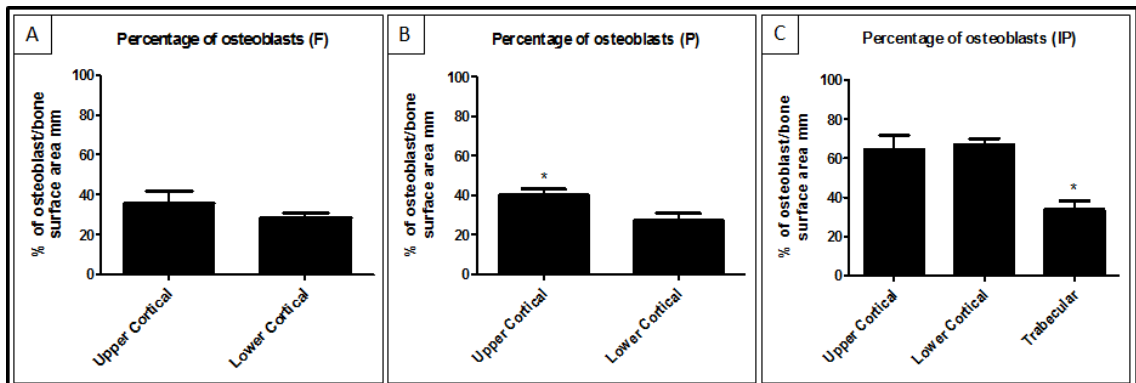 A
Percentage of osteoblasts (F)
% of osteoblast/bone
surface area mm
100
80
60
40
20
0
Upper Cortical
Lower Cortical
B
Percentage of osteoblasts (P)
% of osteoblast/bone
surface area mm
100
80
60
40
20
0
*
Upper Cortical
Lower Cortical
C
Percentage of osteoblasts (IP)
% of osteoblast/bone
surface area mm
100
80
60
40
20
0
*
Upper Cortical
Lower Cortical
Trabecular